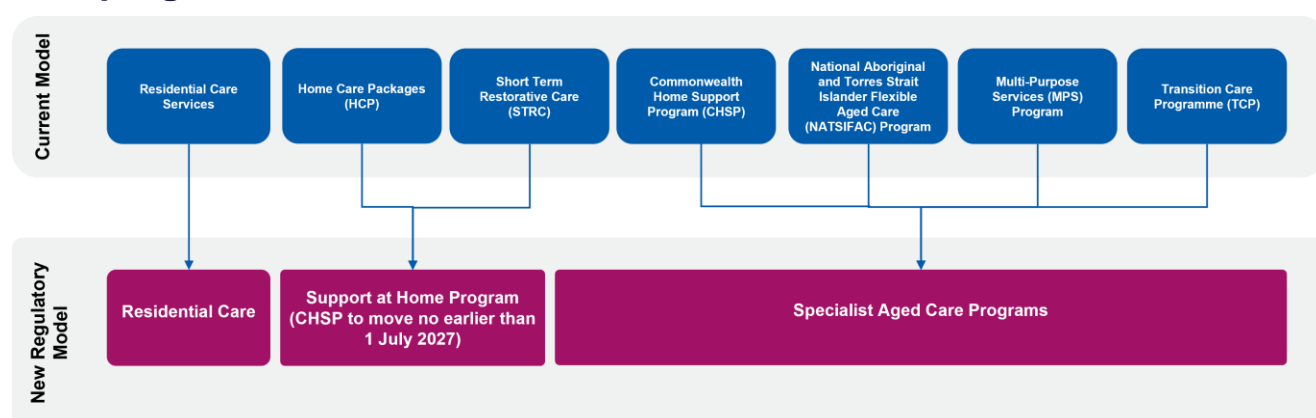 Current Model
Residential Care
Services
Home Care Packages
(HCP)
Short Term
Restorative Care
(STRC)
Commonwealth
Home Support
Program (CHSP)
National Aboriginal
and Torres Strait
Islander Flexible
Aged Care
(NATSIFAC) Program
Multi-Purpose
Services (MPS)
Program
Transition Care
Programme (TCP)
New Regulatory
Model
Residential Care
Support at Home Program
(CHSP to move no earlier than
1 July 2027)
Specialist Aged Care Programs